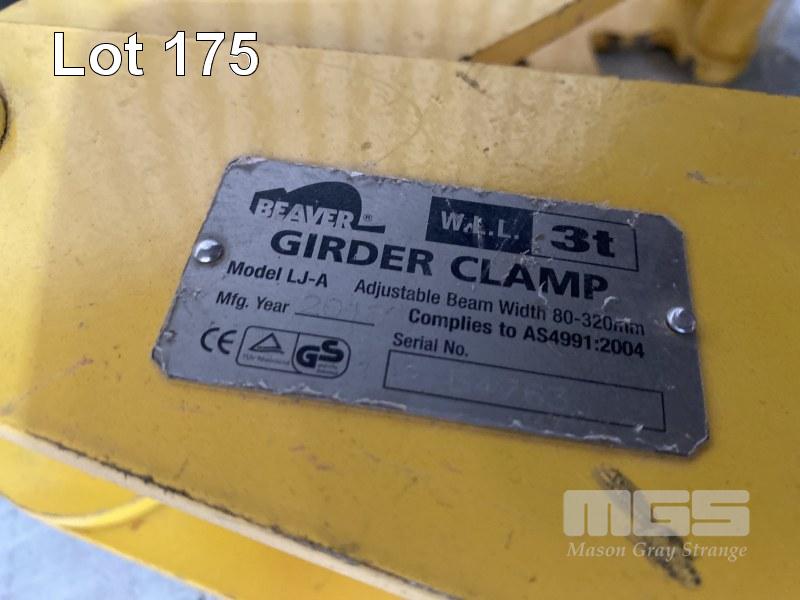 Lot 175
BEAVER ®
W.L.L. 3t
GIRDER CLAMP
Model LJ-A Adjustable Beam Width 80-320mm
Mfg. Year
Complies to AS4991:2004
Serial No.
CE GS
MGS
Mason Gray Strange